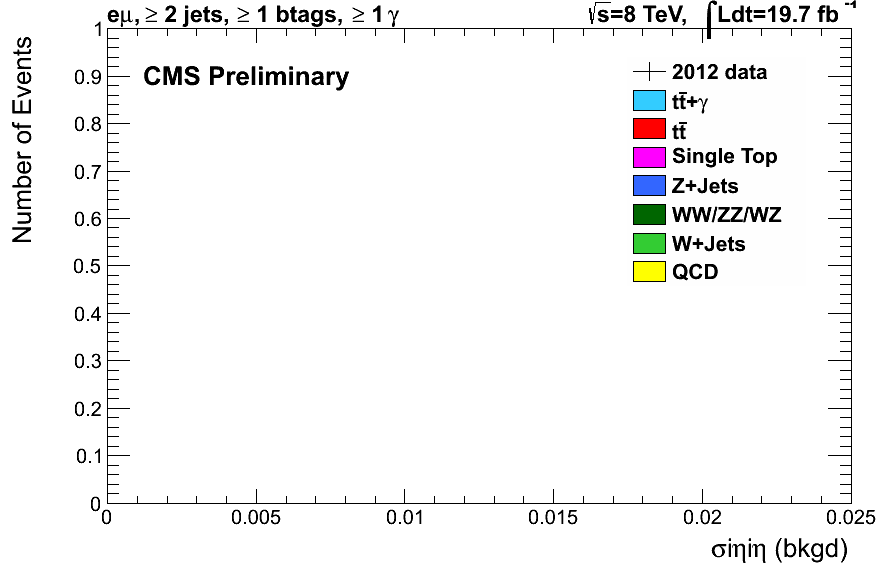 eμ, ≥ 2 jets, ≥ 1 btags, ≥ 1 γ
√s=8 TeV, ∫Ldt=19.7 fb⁻¹
Number of Events
1
0.9
0.8
0.7
0.6
0.5
0.4
0.3
0.2
0.1
0
CMS Preliminary
2012 data
tt̄+γ
tt̄
Single Top
Z+Jets
WW/ZZ/WZ
W+Jets
QCD
0 0.005 0.01 0.015 0.02 0.025
σiηiη (bkgd)